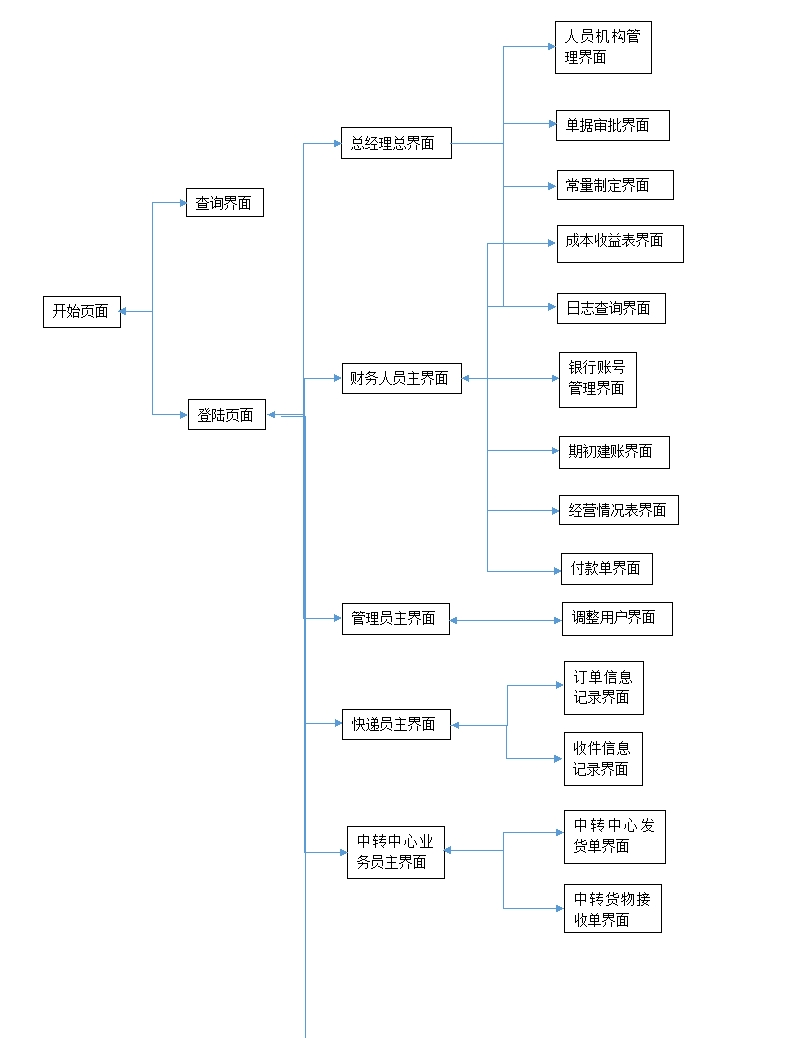 人员机构管
理界面
单据审批界面
总经理总界面
常量制定界面
查询界面
成本收益表界面
日志查询界面
开始页面
银行账号
管理界面
财务人员主界面
登陆页面
期初建账界面
经营情况表界面
付款单界面
管理员主界面
调整用户界面
订单信息
记录界面
快递员主界面
收件信息
记录界面
中转中心发
货单界面
中转中心业
务员主界面
中转货物接
收单界面